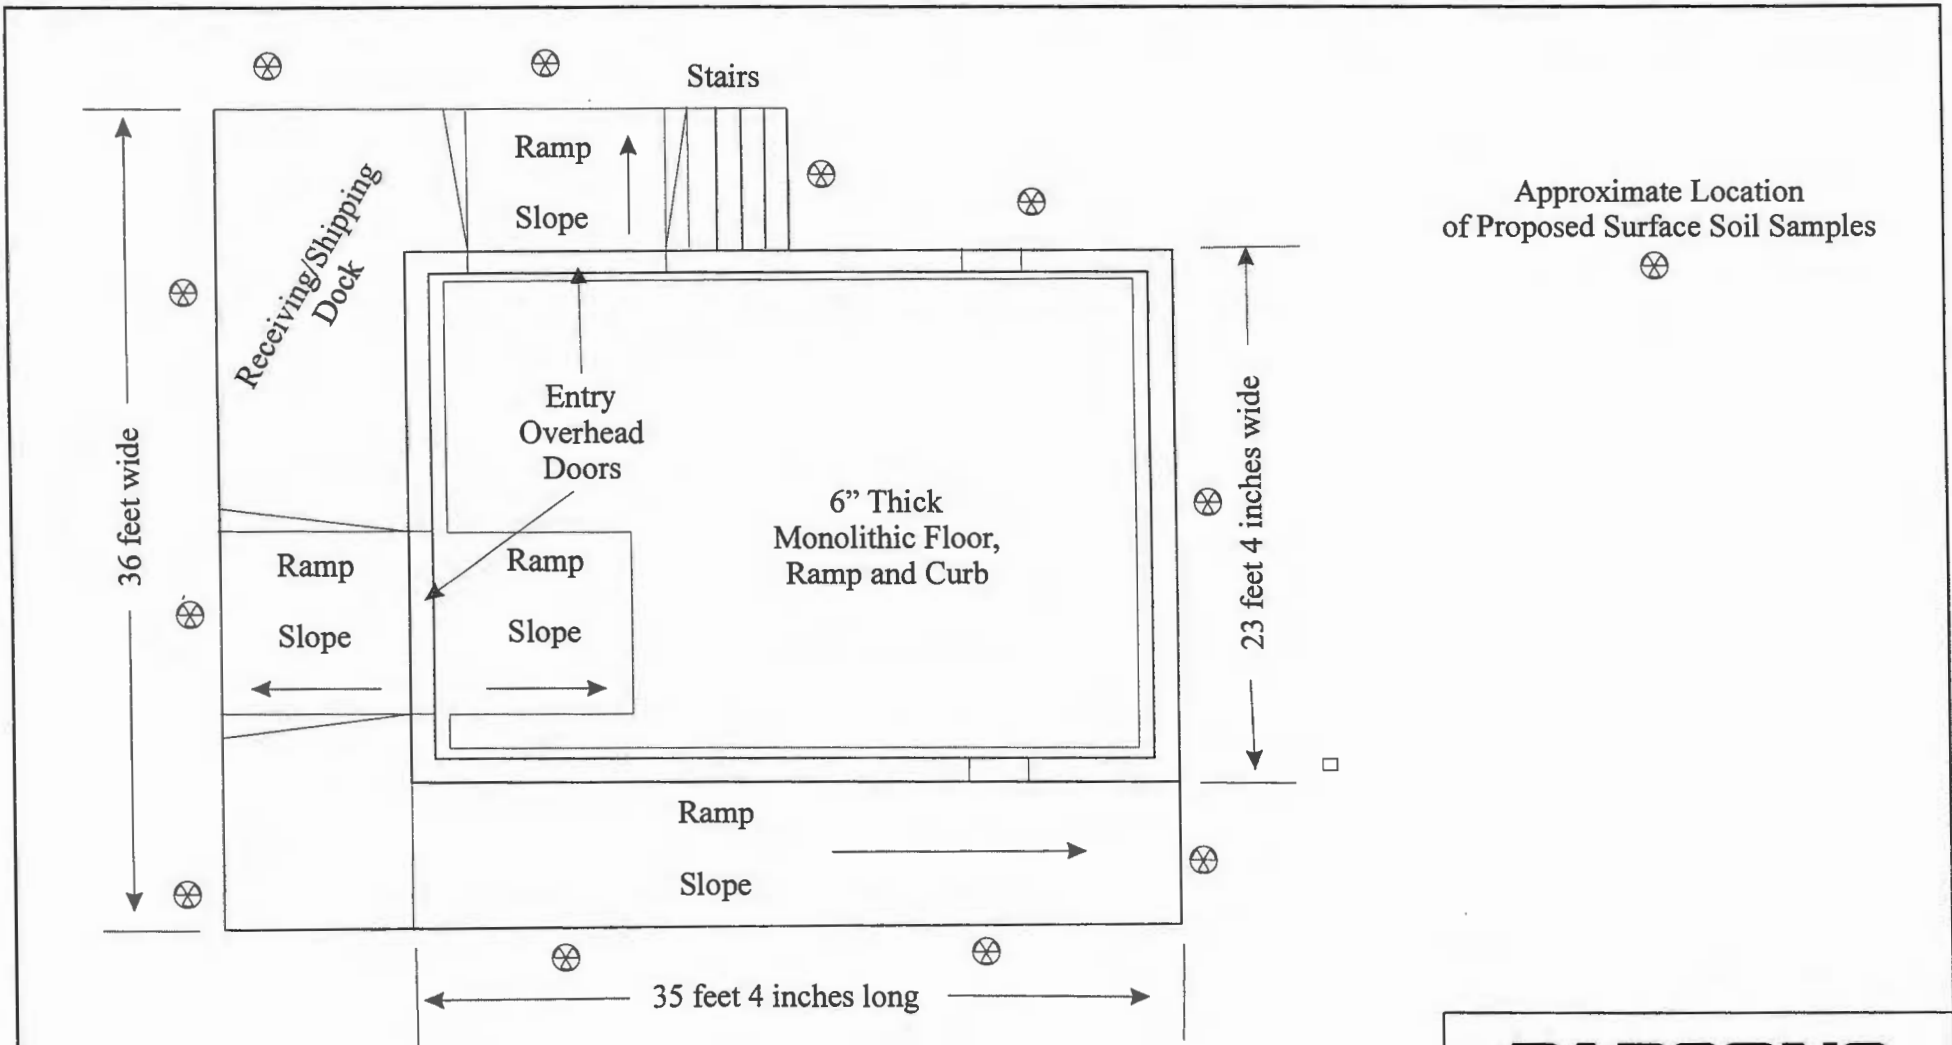 Stairs
Ramp
Slope
Receiving/Shipping
Dock
Approximate Location
of Proposed Surface Soil Samples
Entry
Overhead
Doors
36 feet wide
23 feet 4 inches wide
6” Thick
Monolithic Floor,
Ramp and Curb
Ramp
Slope
Ramp
Slope
Ramp
Slope
35 feet 4 inches long